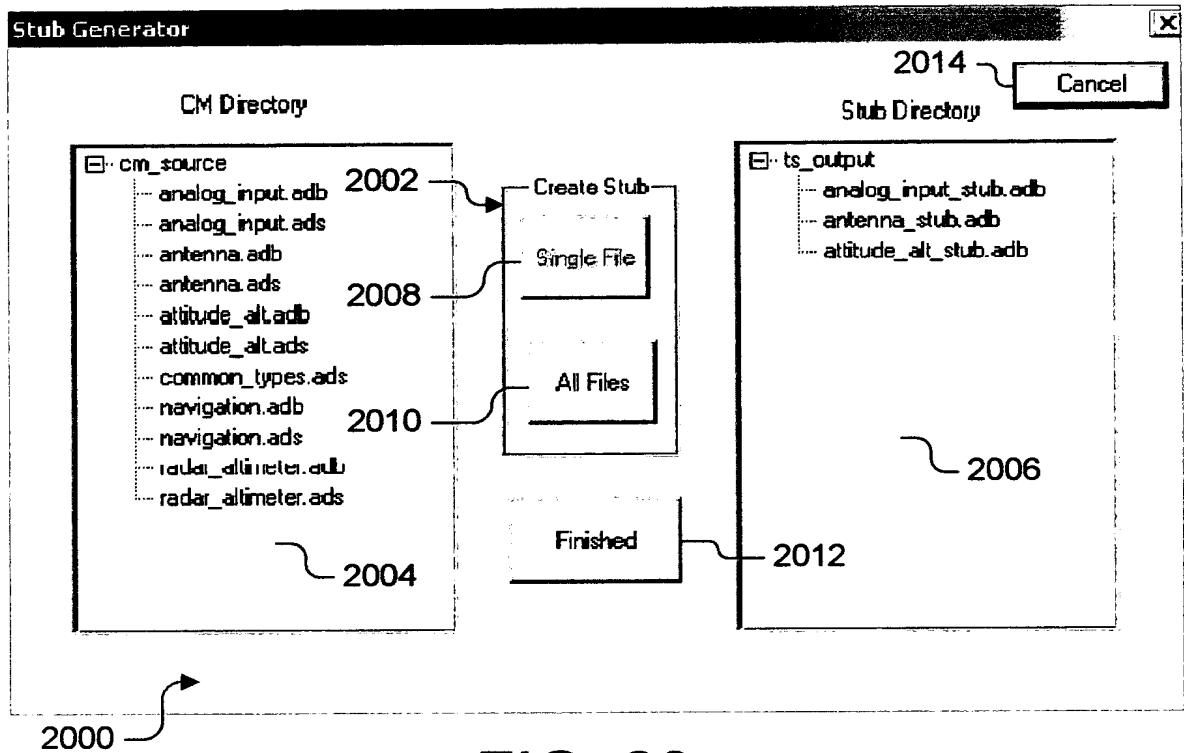 Stub Generator
2014
Cancel
CM Directory
Stub Directory
cm_source
analog_input.adb
analog_input.ads
antenna.adb
antenna.ads
attitude_alt.adb
attitude_alt.ads
common_types.ads
navigation.adb
navigation.ads
radar_altimeter.adb
radar_altimeter.ads
2004
2002
Create Stub
Single File
2008
All Files
2010
Finished
2012
ts_output
analog_input_stub.adb
antenna_stub.adb
attitude_alt_stub.adb
2006
2000